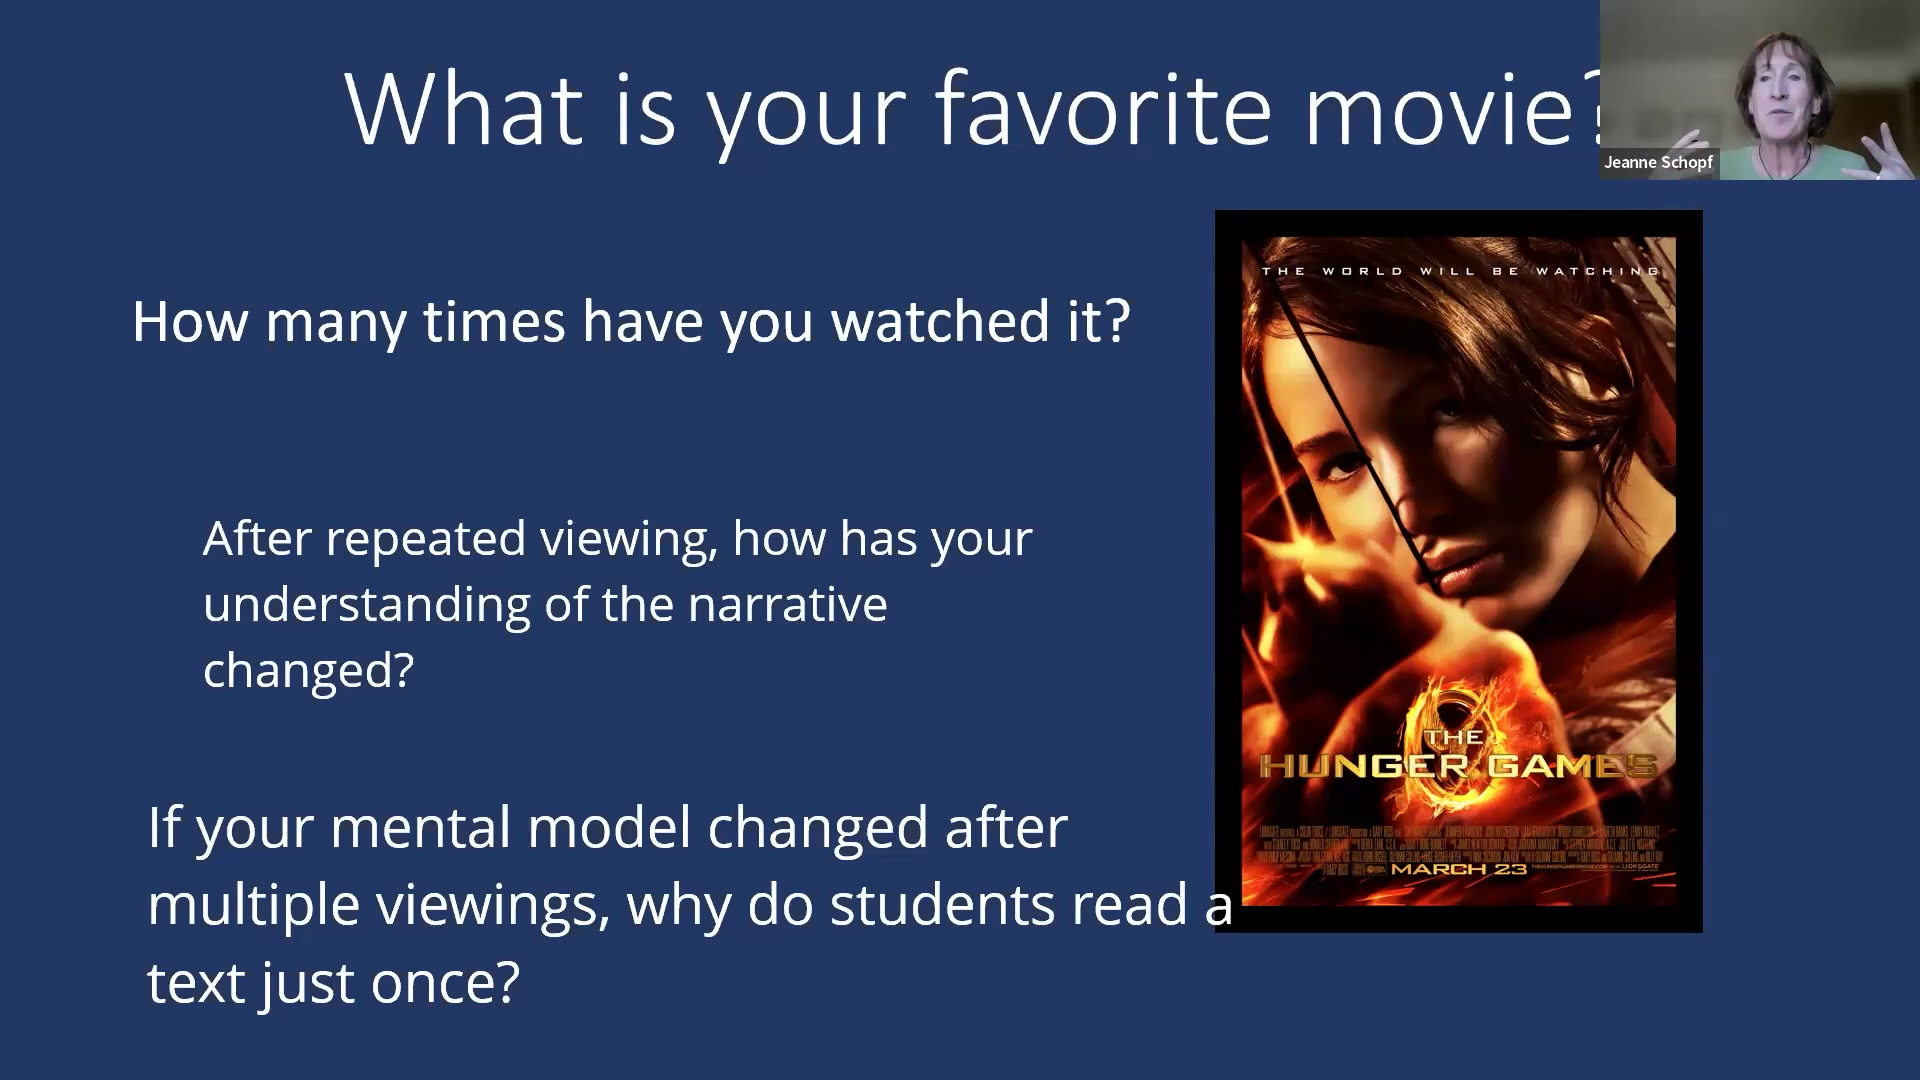 What is your favorite movie?
Jeanne Schopf
How many times have you watched it?
After repeated viewing, how has your
understanding of the narrative
changed?
If your mental model changed after
multiple viewings, why do students read a
text just once?
THE WORLD WILL BE WATCHING
THE
HUNGER GAMES
MARCH 23